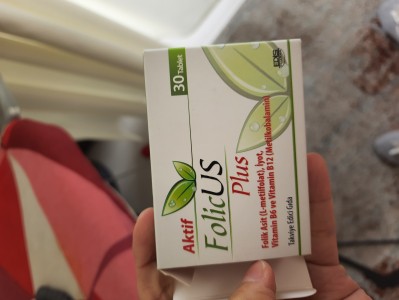 30 Tablet
Aktif
FolicUS
Plus
Folik Asit (L-metilfolat), İyot,
Vitamin B6 ve Vitamin B12 (Metilkobalamin)
Takviye Edici Gıda